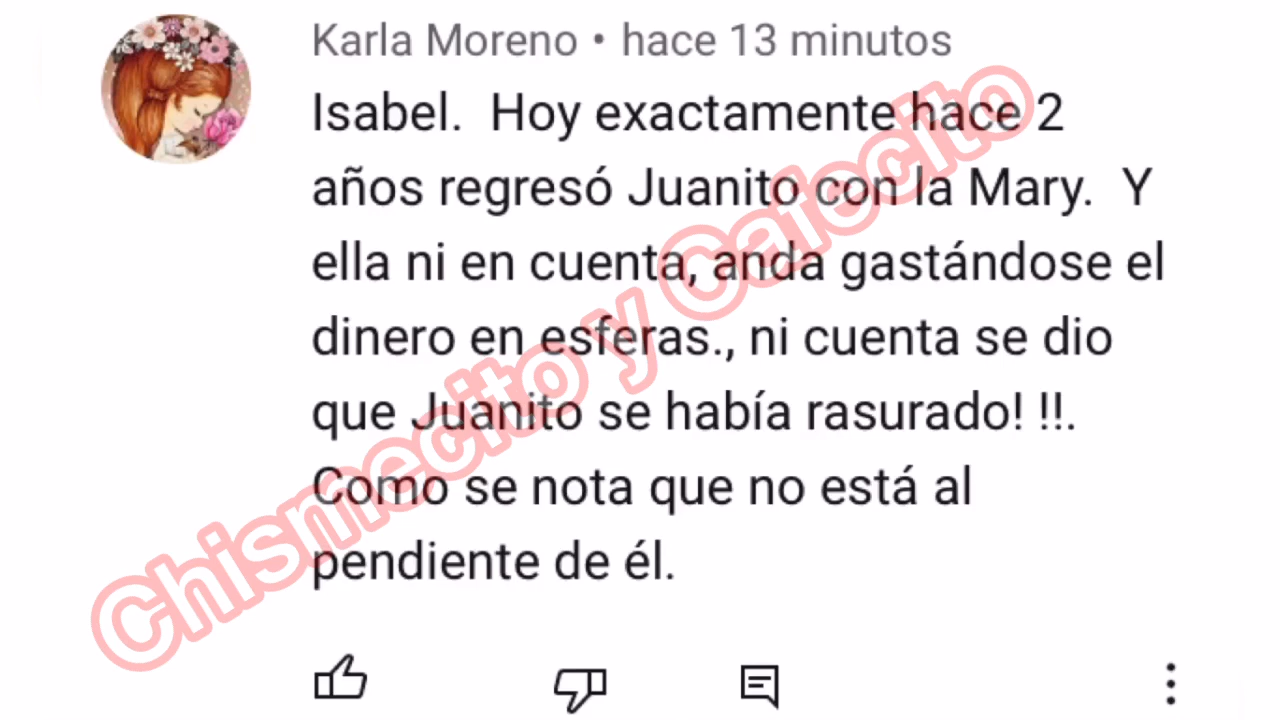 Karla Moreno • hace 13 minutos
Isabel.  Hoy exactamente hace 2
años regresó Juanito con la Mary.  Y
ella ni en cuenta, anda gastándose el
dinero en esferas., ni cuenta se dio
que Juanito se había rasurado! !!.
Como se nota que no está al
pendiente de él.
Chismecito y Cafecito